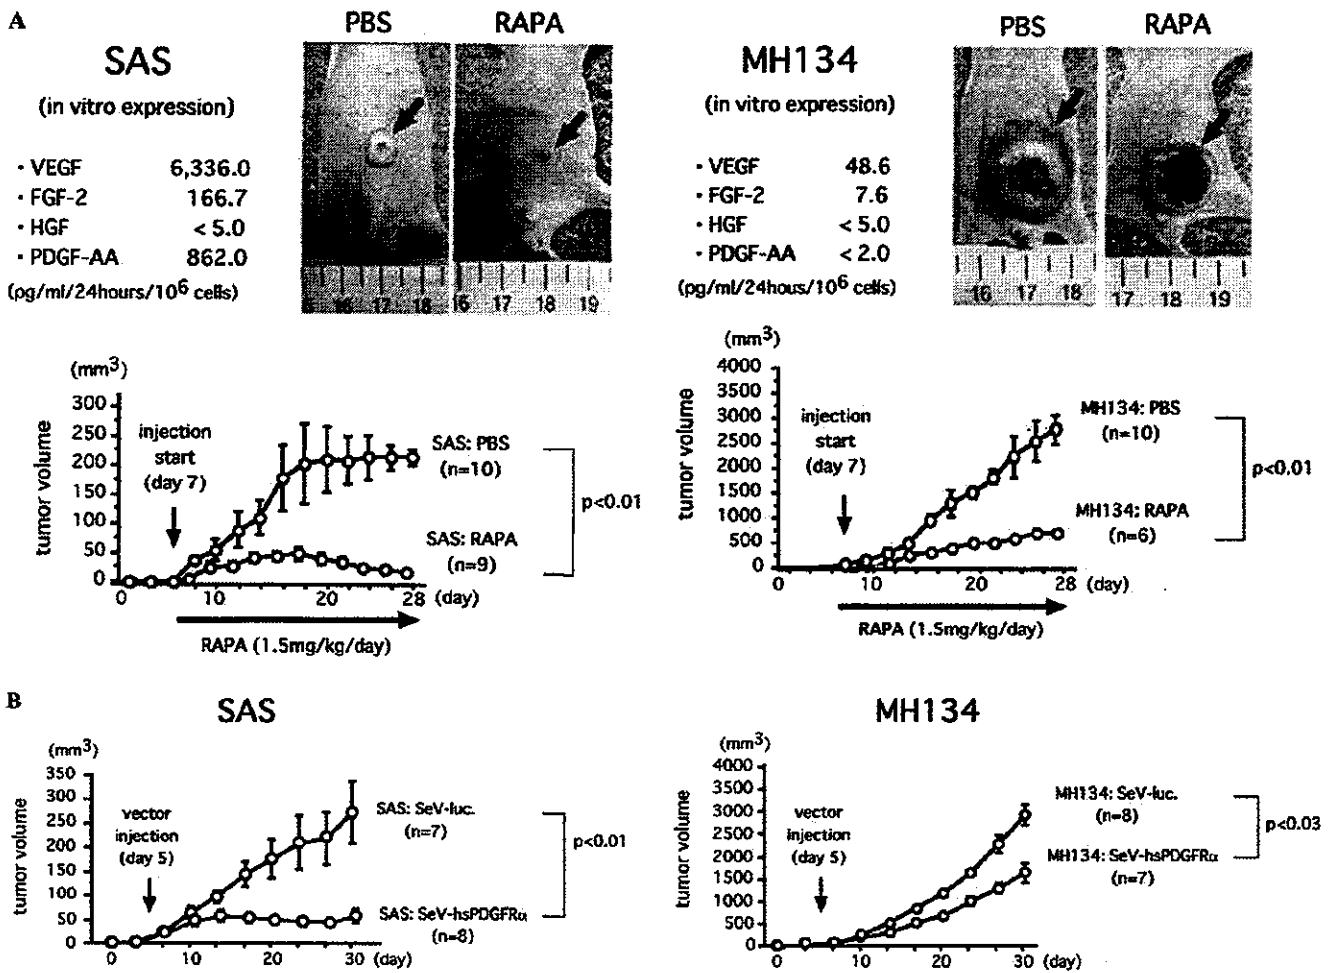 A
SAS
(in vitro expression)
· VEGF 6,336.0
· FGF-2 166.7
· HGF < 5.0
· PDGF-AA 862.0
(pg/ml/24hours/10⁶ cells)
PBS RAPA
16 17 18
16 17 18 19
MH134
(in vitro expression)
· VEGF 48.6
· FGF-2 7.6
· HGF < 5.0
· PDGF-AA < 2.0
(pg/ml/24hours/10⁶ cells)
PBS RAPA
16 17 18
17 18 19
(mm³)
tumor volume
300
250
200
150
100
50
0
injection
start
(day 7)
SAS: PBS
(n=10)
SAS: RAPA
(n=9)
p<0.01
0 10 20 28 (day)
RAPA (1.5mg/kg/day)
(mm³)
tumor volume
4000
3500
3000
2500
2000
1500
1000
500
0
injection
start
(day 7)
MH134: PBS
(n=10)
MH134: RAPA
(n=6)
p<0.01
0 10 20 28 (day)
RAPA (1.5mg/kg/day)
B
SAS
(mm³)
tumor volume
350
300
250
200
150
100
50
0
vector
injection
(day 5)
SAS: SeV-luc.
(n=7)
SAS: SeV-hsPDGFRα
(n=8)
p<0.01
0 10 20 30 (day)
MH134
(mm³)
tumor volume
4000
3500
3000
2500
2000
1500
1000
500
0
vector
injection
(day 5)
MH134: SeV-luc.
(n=8)
MH134: SeV-hsPDGFRα
(n=7)
p<0.03
0 10 20 30 (day)